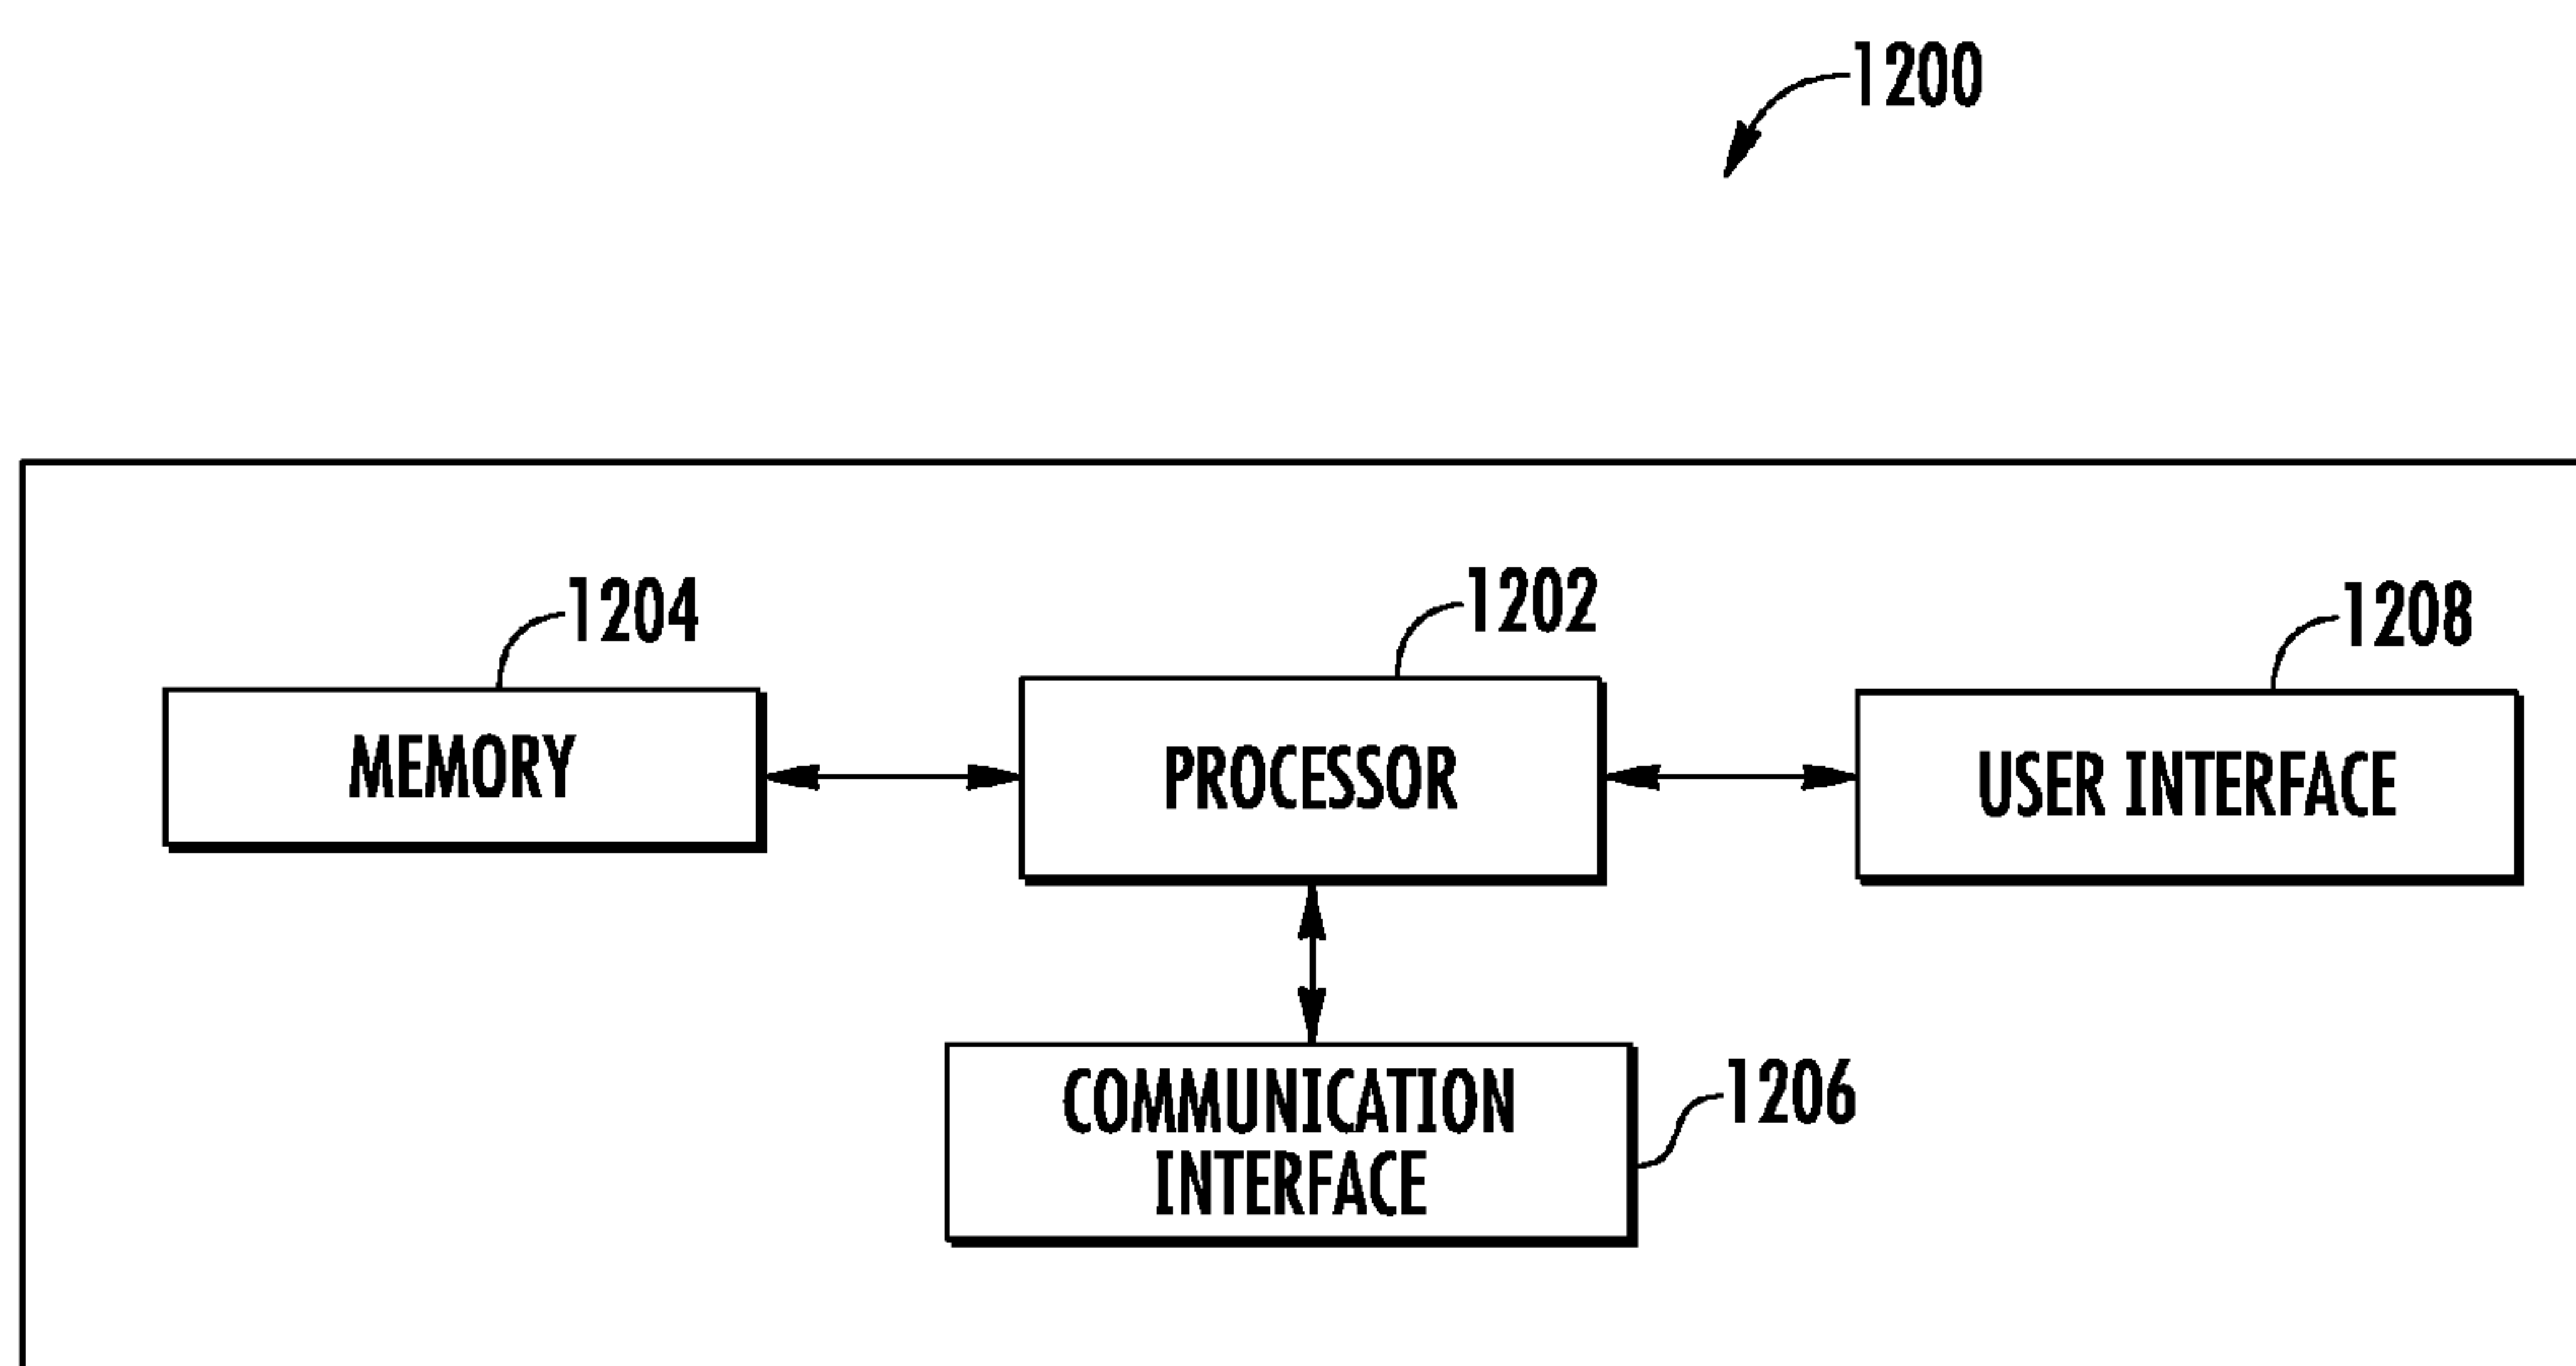 1200
1204
1202
1208
MEMORY
PROCESSOR
USER INTERFACE
COMMUNICATION
INTERFACE
1206